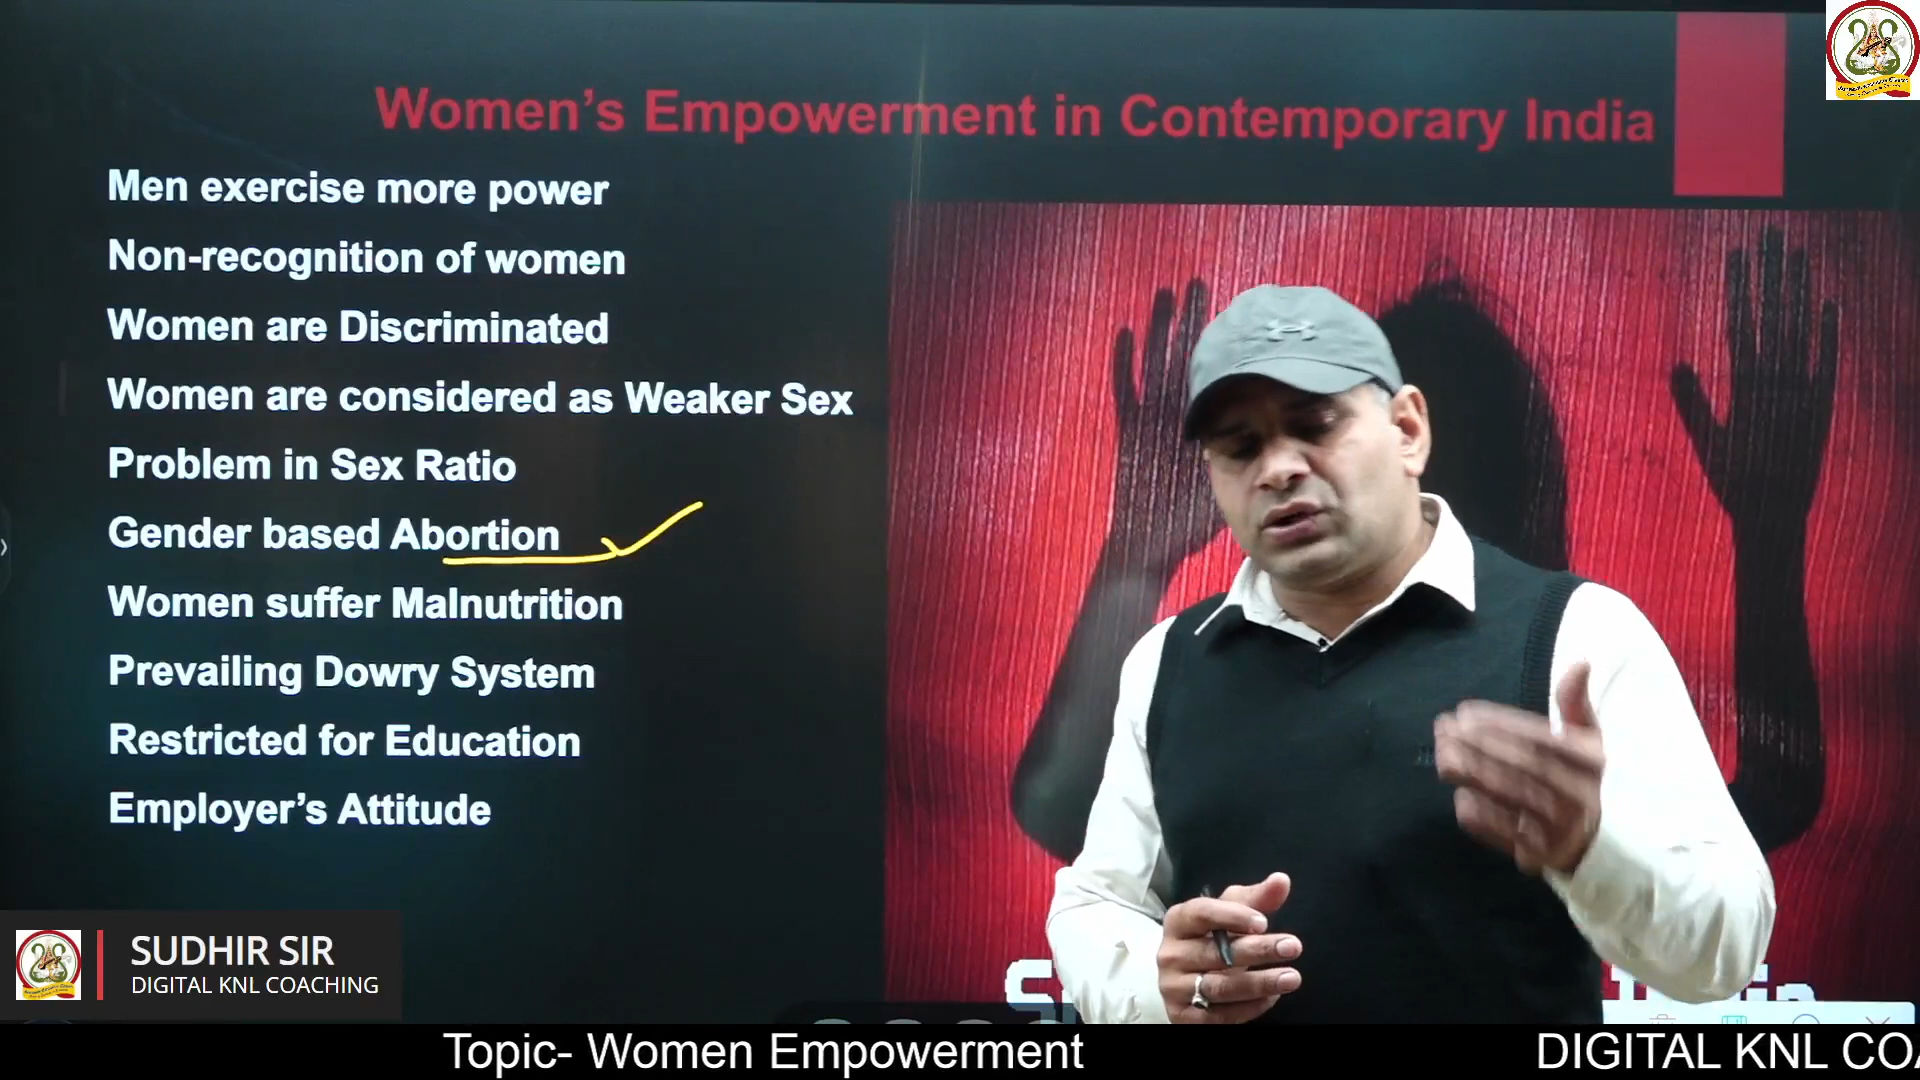 Women’s Empowerment in Contemporary India
Men exercise more power
Non-recognition of women
Women are Discriminated
Women are considered as Weaker Sex
Problem in Sex Ratio
Gender based Abortion
Women suffer Malnutrition
Prevailing Dowry System
Restricted for Education
Employer’s Attitude
SUDHIR SIR
DIGITAL KNL COACHING
Topic- Women Empowerment
DIGITAL KNL